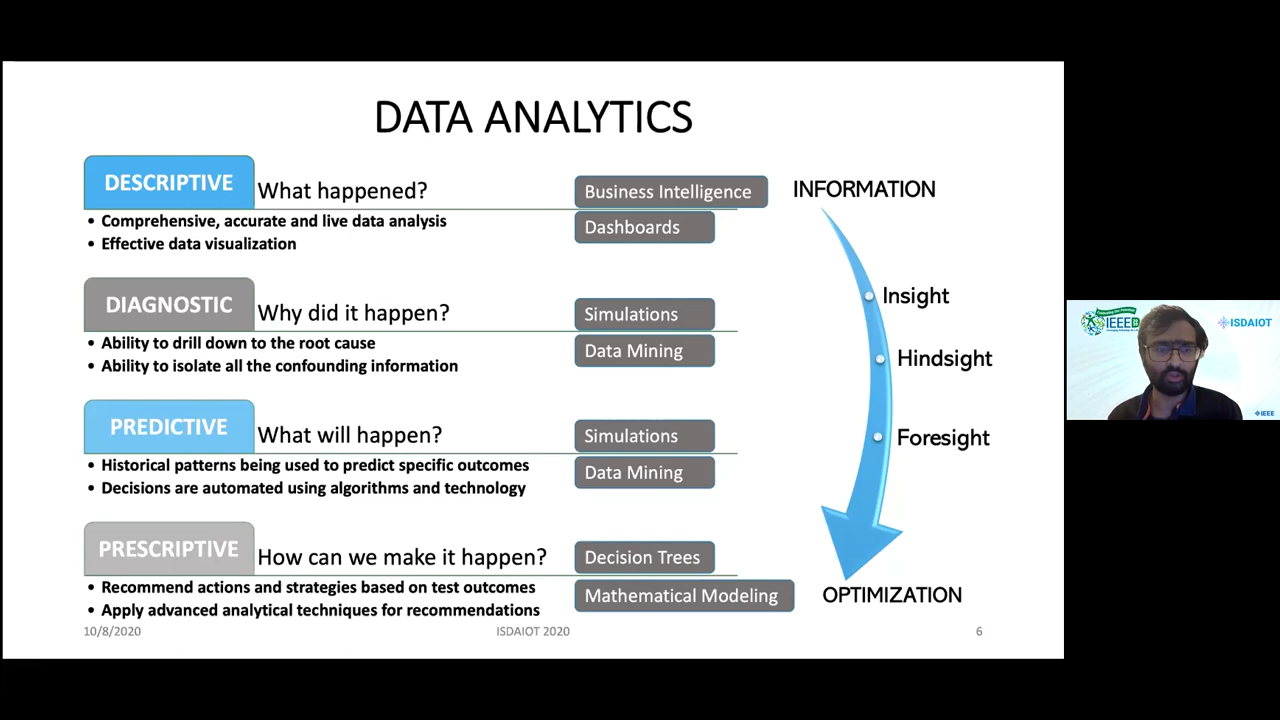 DATA ANALYTICS
DESCRIPTIVE What happened?
• Comprehensive, accurate and live data analysis
• Effective data visualization
Business Intelligence
Dashboards
DIAGNOSTIC Why did it happen?
• Ability to drill down to the root cause
• Ability to isolate all the confounding information
Simulations
Data Mining
PREDICTIVE What will happen?
• Historical patterns being used to predict specific outcomes
• Decisions are automated using algorithms and technology
Simulations
Data Mining
PRESCRIPTIVE How can we make it happen?
• Recommend actions and strategies based on test outcomes
• Apply advanced analytical techniques for recommendations
Decision Trees
Mathematical Modeling
INFORMATION
Insight
Hindsight
Foresight
OPTIMIZATION
10/8/2020
ISDAIOT 2020
6
IEEE
ISDAIOT
IEEE